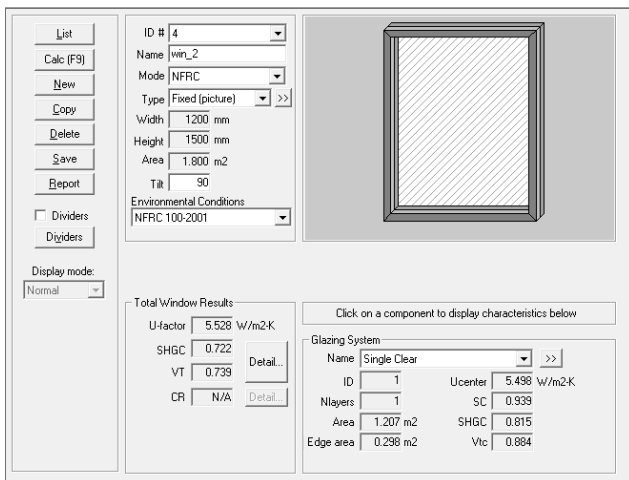 List
Calc (F9)
New
Copy
Delete
Save
Report
Dividers
Dividers
Display mode:
Normal
ID # 4
Name win_2
Mode NFRC
Type Fixed (picture) >>
Width 1200 mm
Height 1500 mm
Area 1.800 m2
Tilt 90
Environmental Conditions
NFRC 100-2001
Total Window Results
U-factor 5.528 W/m2-K
SHGC 0.722
VT 0.739
Detail...
CR N/A Detail...
Click on a component to display characteristics below
Glazing System
Name Single Clear >>
ID 1 Ucenter 5.498 W/m2-K
Nlayers 1 SC 0.939
Area 1.207 m2 SHGC 0.815
Edge area 0.298 m2 Vtc 0.884